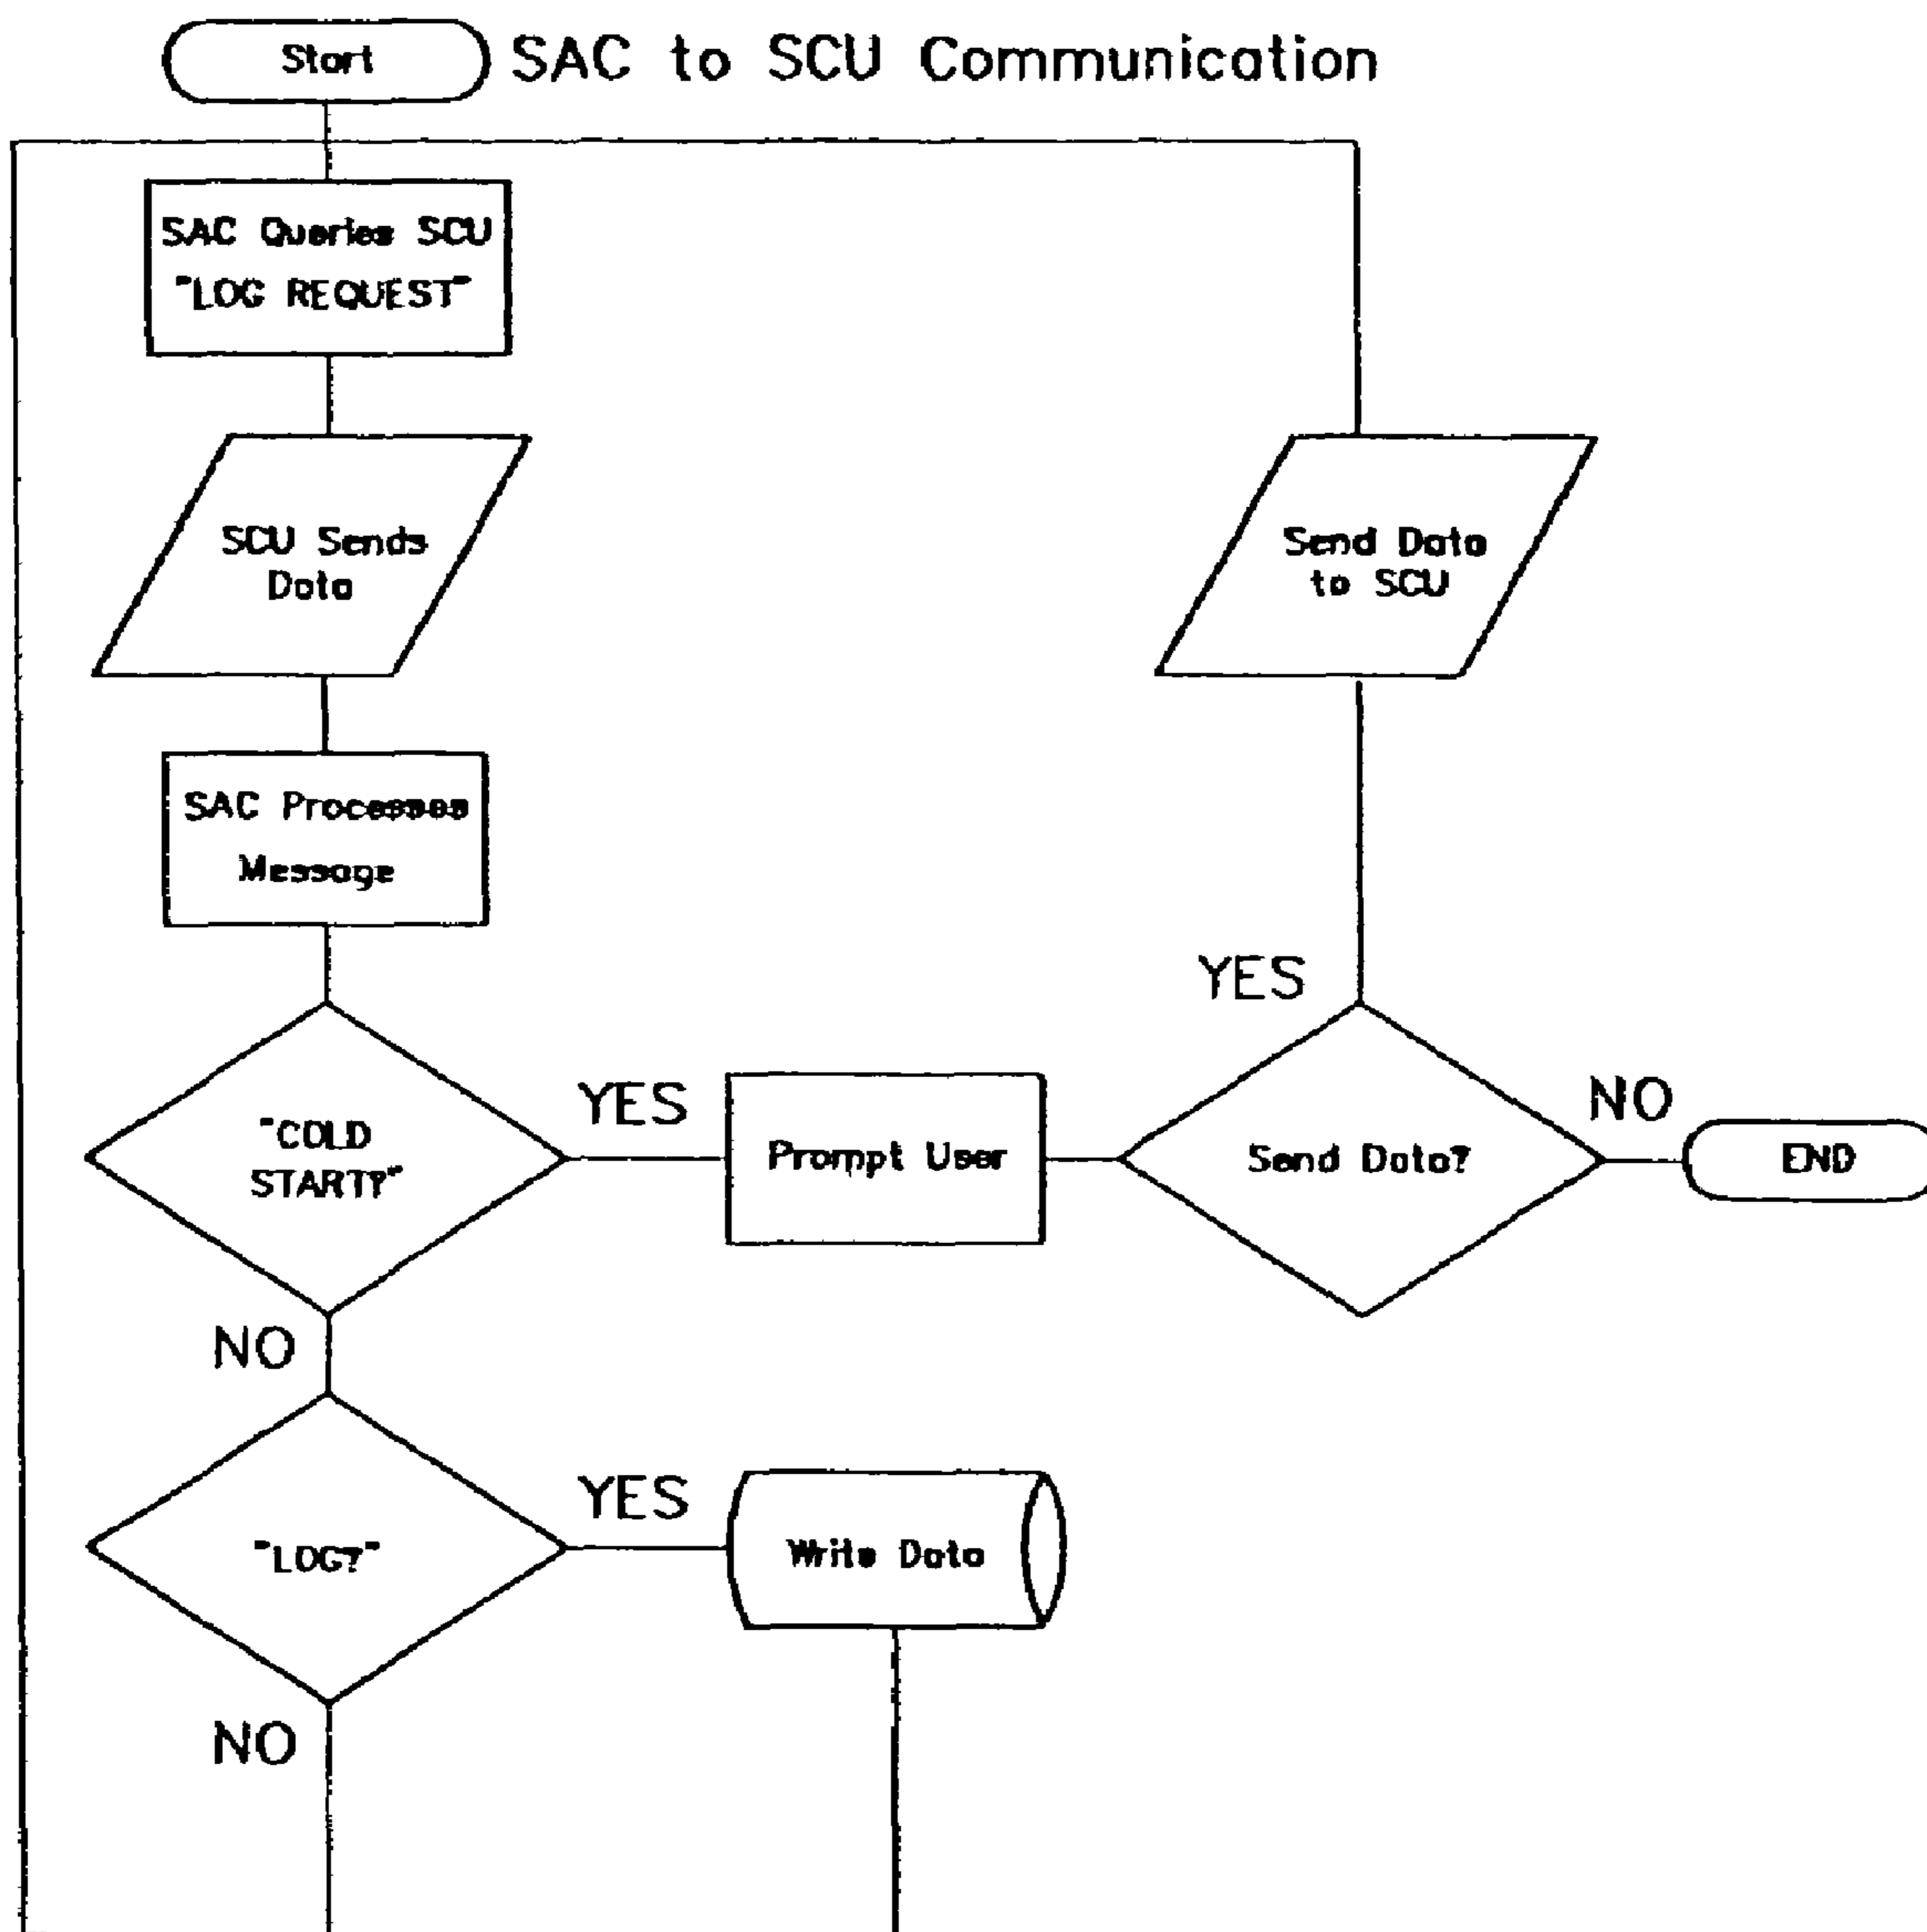 Start
SAC to SCU Communication
SAC Queries SCU
"LOG REQUEST"
SCU Sends
Data
Send Data
to SCU
SAC Processes
Message
YES
"COLD
START?"
YES
Prompt User
Send Data?
NO
END
NO
"LOG?"
YES
Write Data
NO